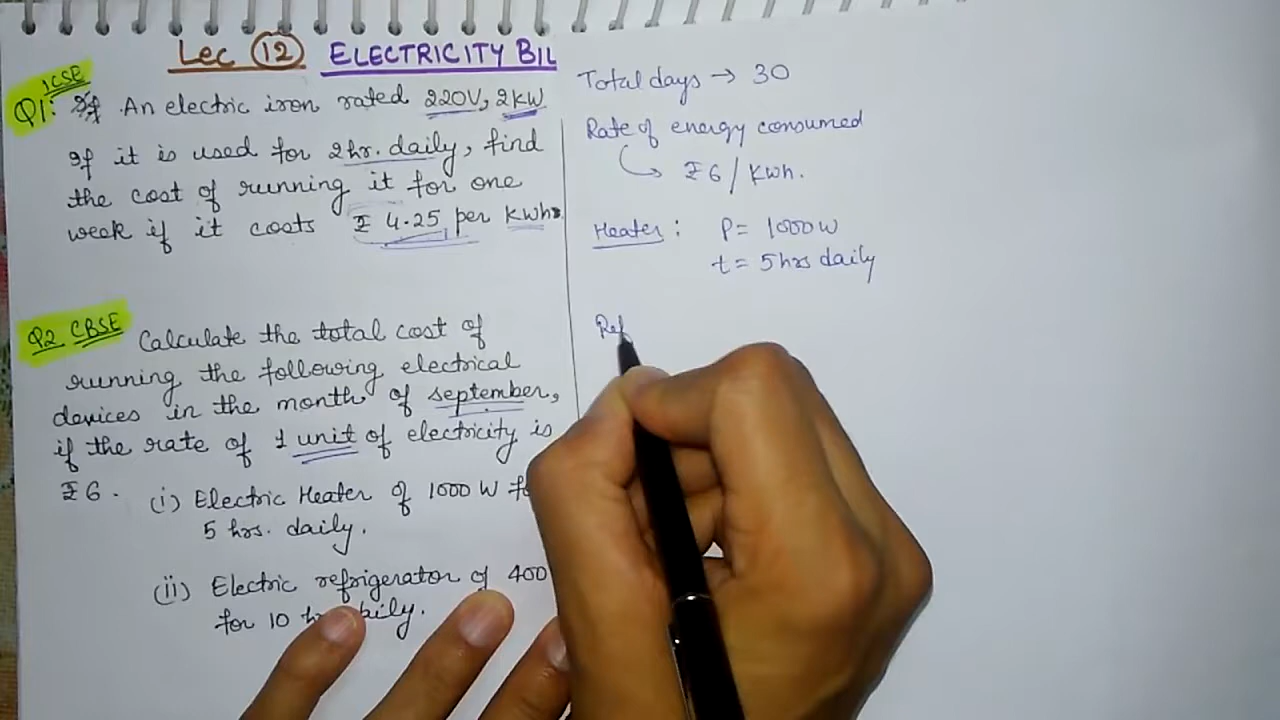 Lec 12 ELECTRICITY BIL
ICSE
Q1: An electric iron rated 220V, 2KW
If it is used for 2hr. daily, find
the cost of running it for one
week if it costs ₹ 4.25 per kwh
Q2 CBSE Calculate the total cost of
running the following electrical
devices in the month of september,
if the rate of 1 unit of electricity is
₹6. (i) Electric Heater of 1000 W
5 hrs. daily.
(ii) Electric refrigerator of 400
for 10
Total days → 30
Rate of energy consumed
↳ ₹6 / Kwh.
Heater: P= 1000W
t= 5hrs daily
Ref